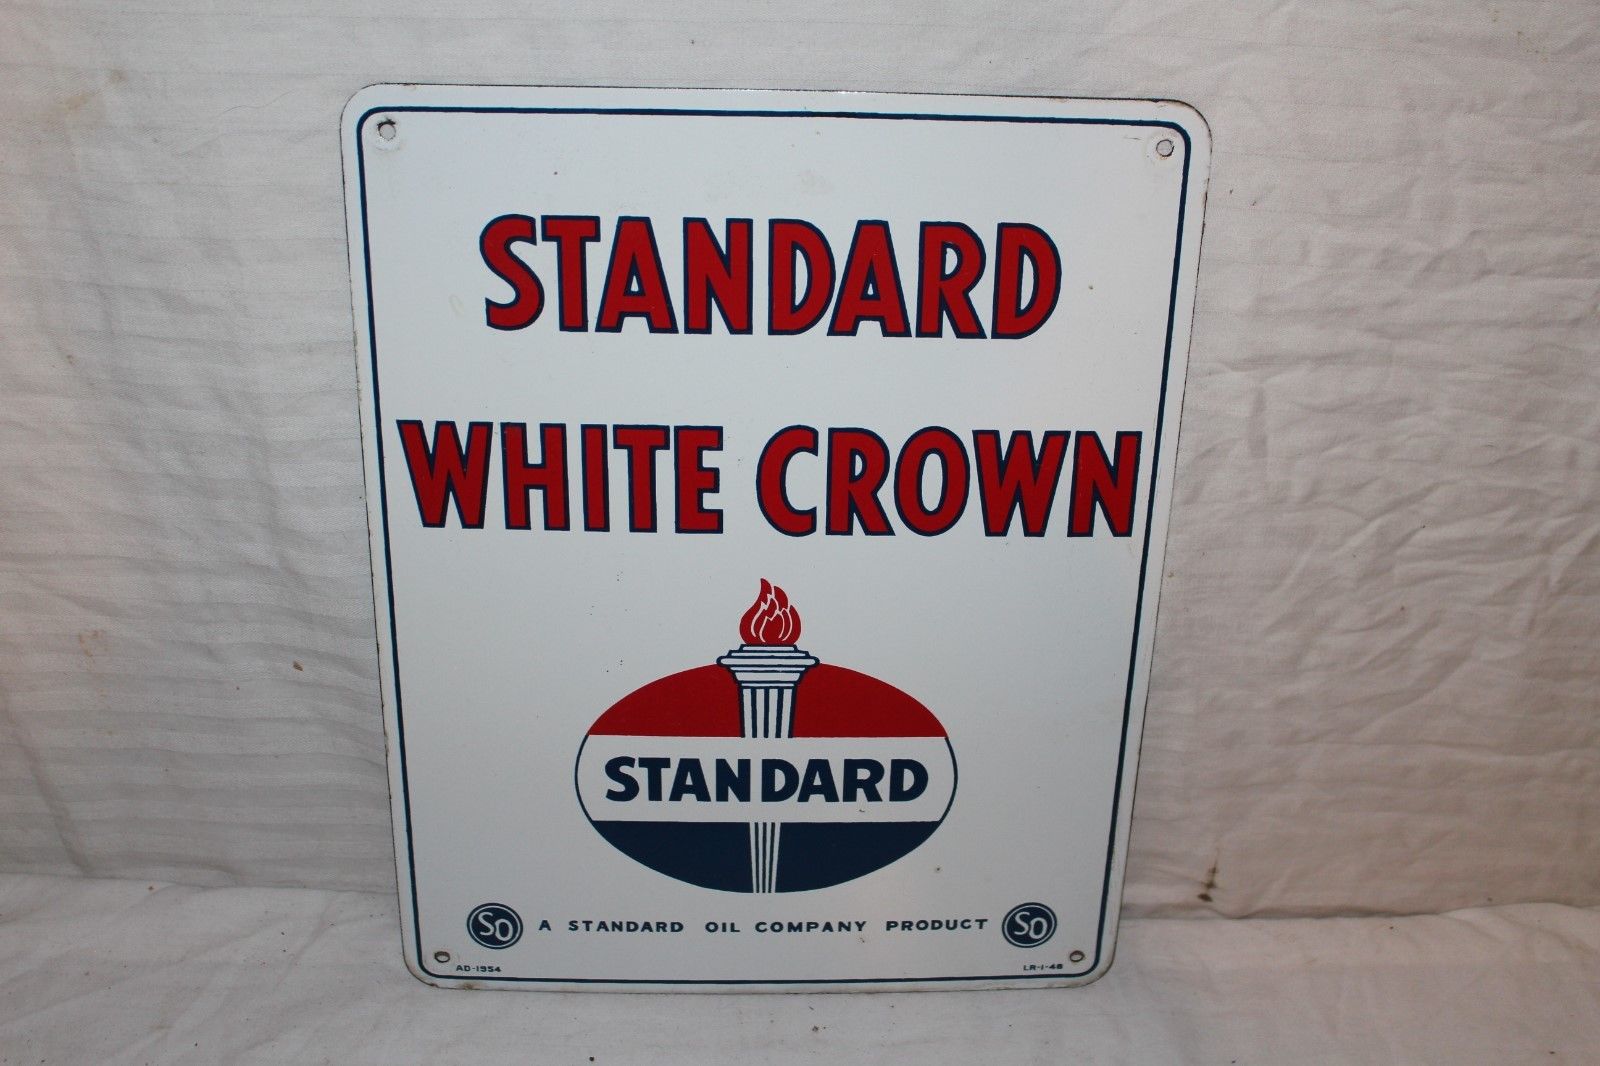 STANDARD
WHITE CROWN
STANDARD
SO A STANDARD OIL COMPANY PRODUCT SO
AD-1954 LR-1-48